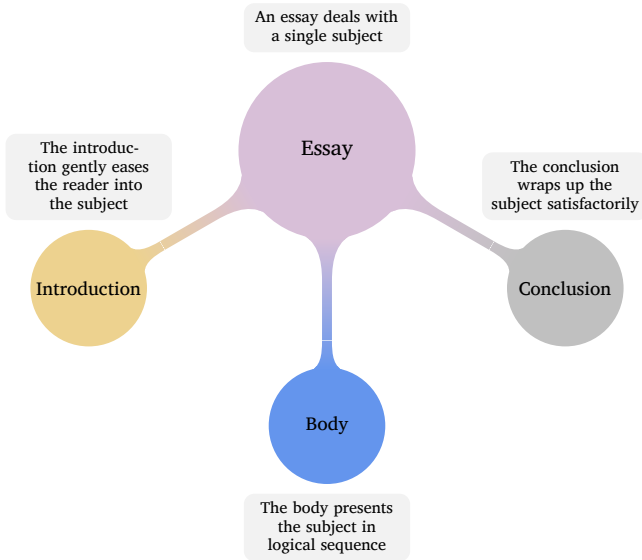 An essay deals with
a single subject
Essay
The introduc-
tion gently eases
the reader into
the subject
Introduction
The conclusion
wraps up the
subject satisfactorily
Conclusion
Body
The body presents
the subject in
logical sequence